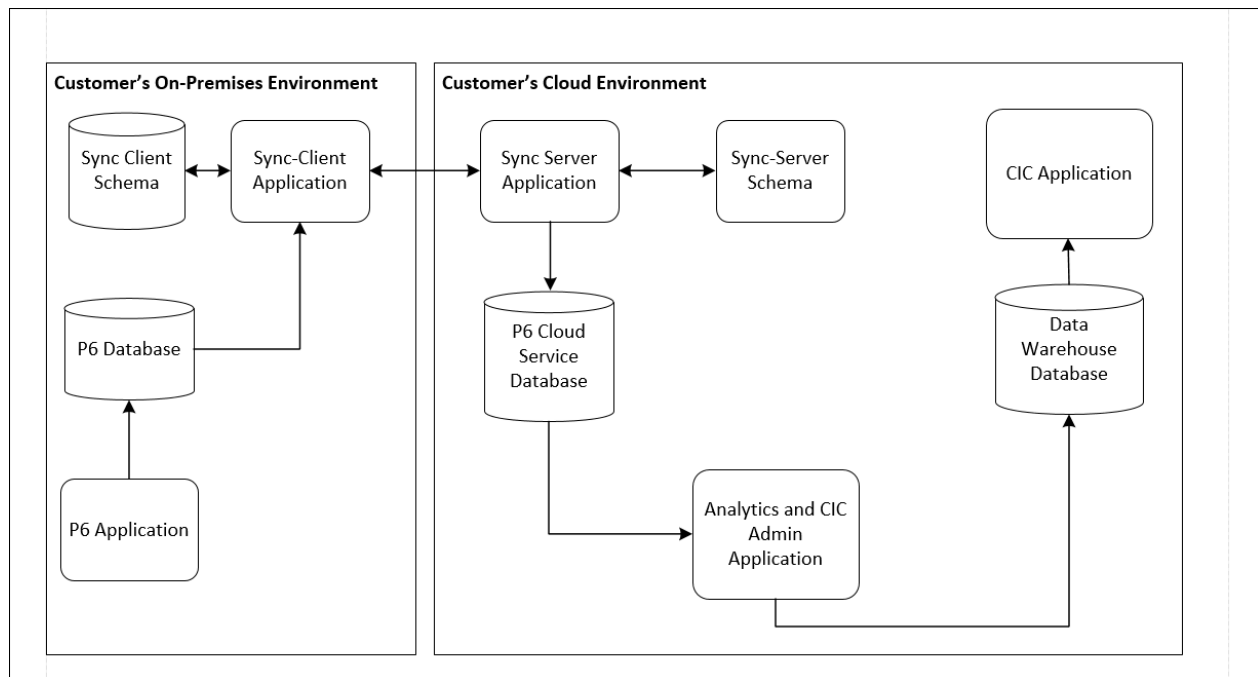 Customer's On-Premises Environment
Sync Client
Schema
Sync-Client
Application
P6 Database
P6 Application
Customer's Cloud Environment
Sync Server
Application
Sync-Server
Schema
CIC Application
P6 Cloud
Service
Database
Data
Warehouse
Database
Analytics and CIC
Admin
Application